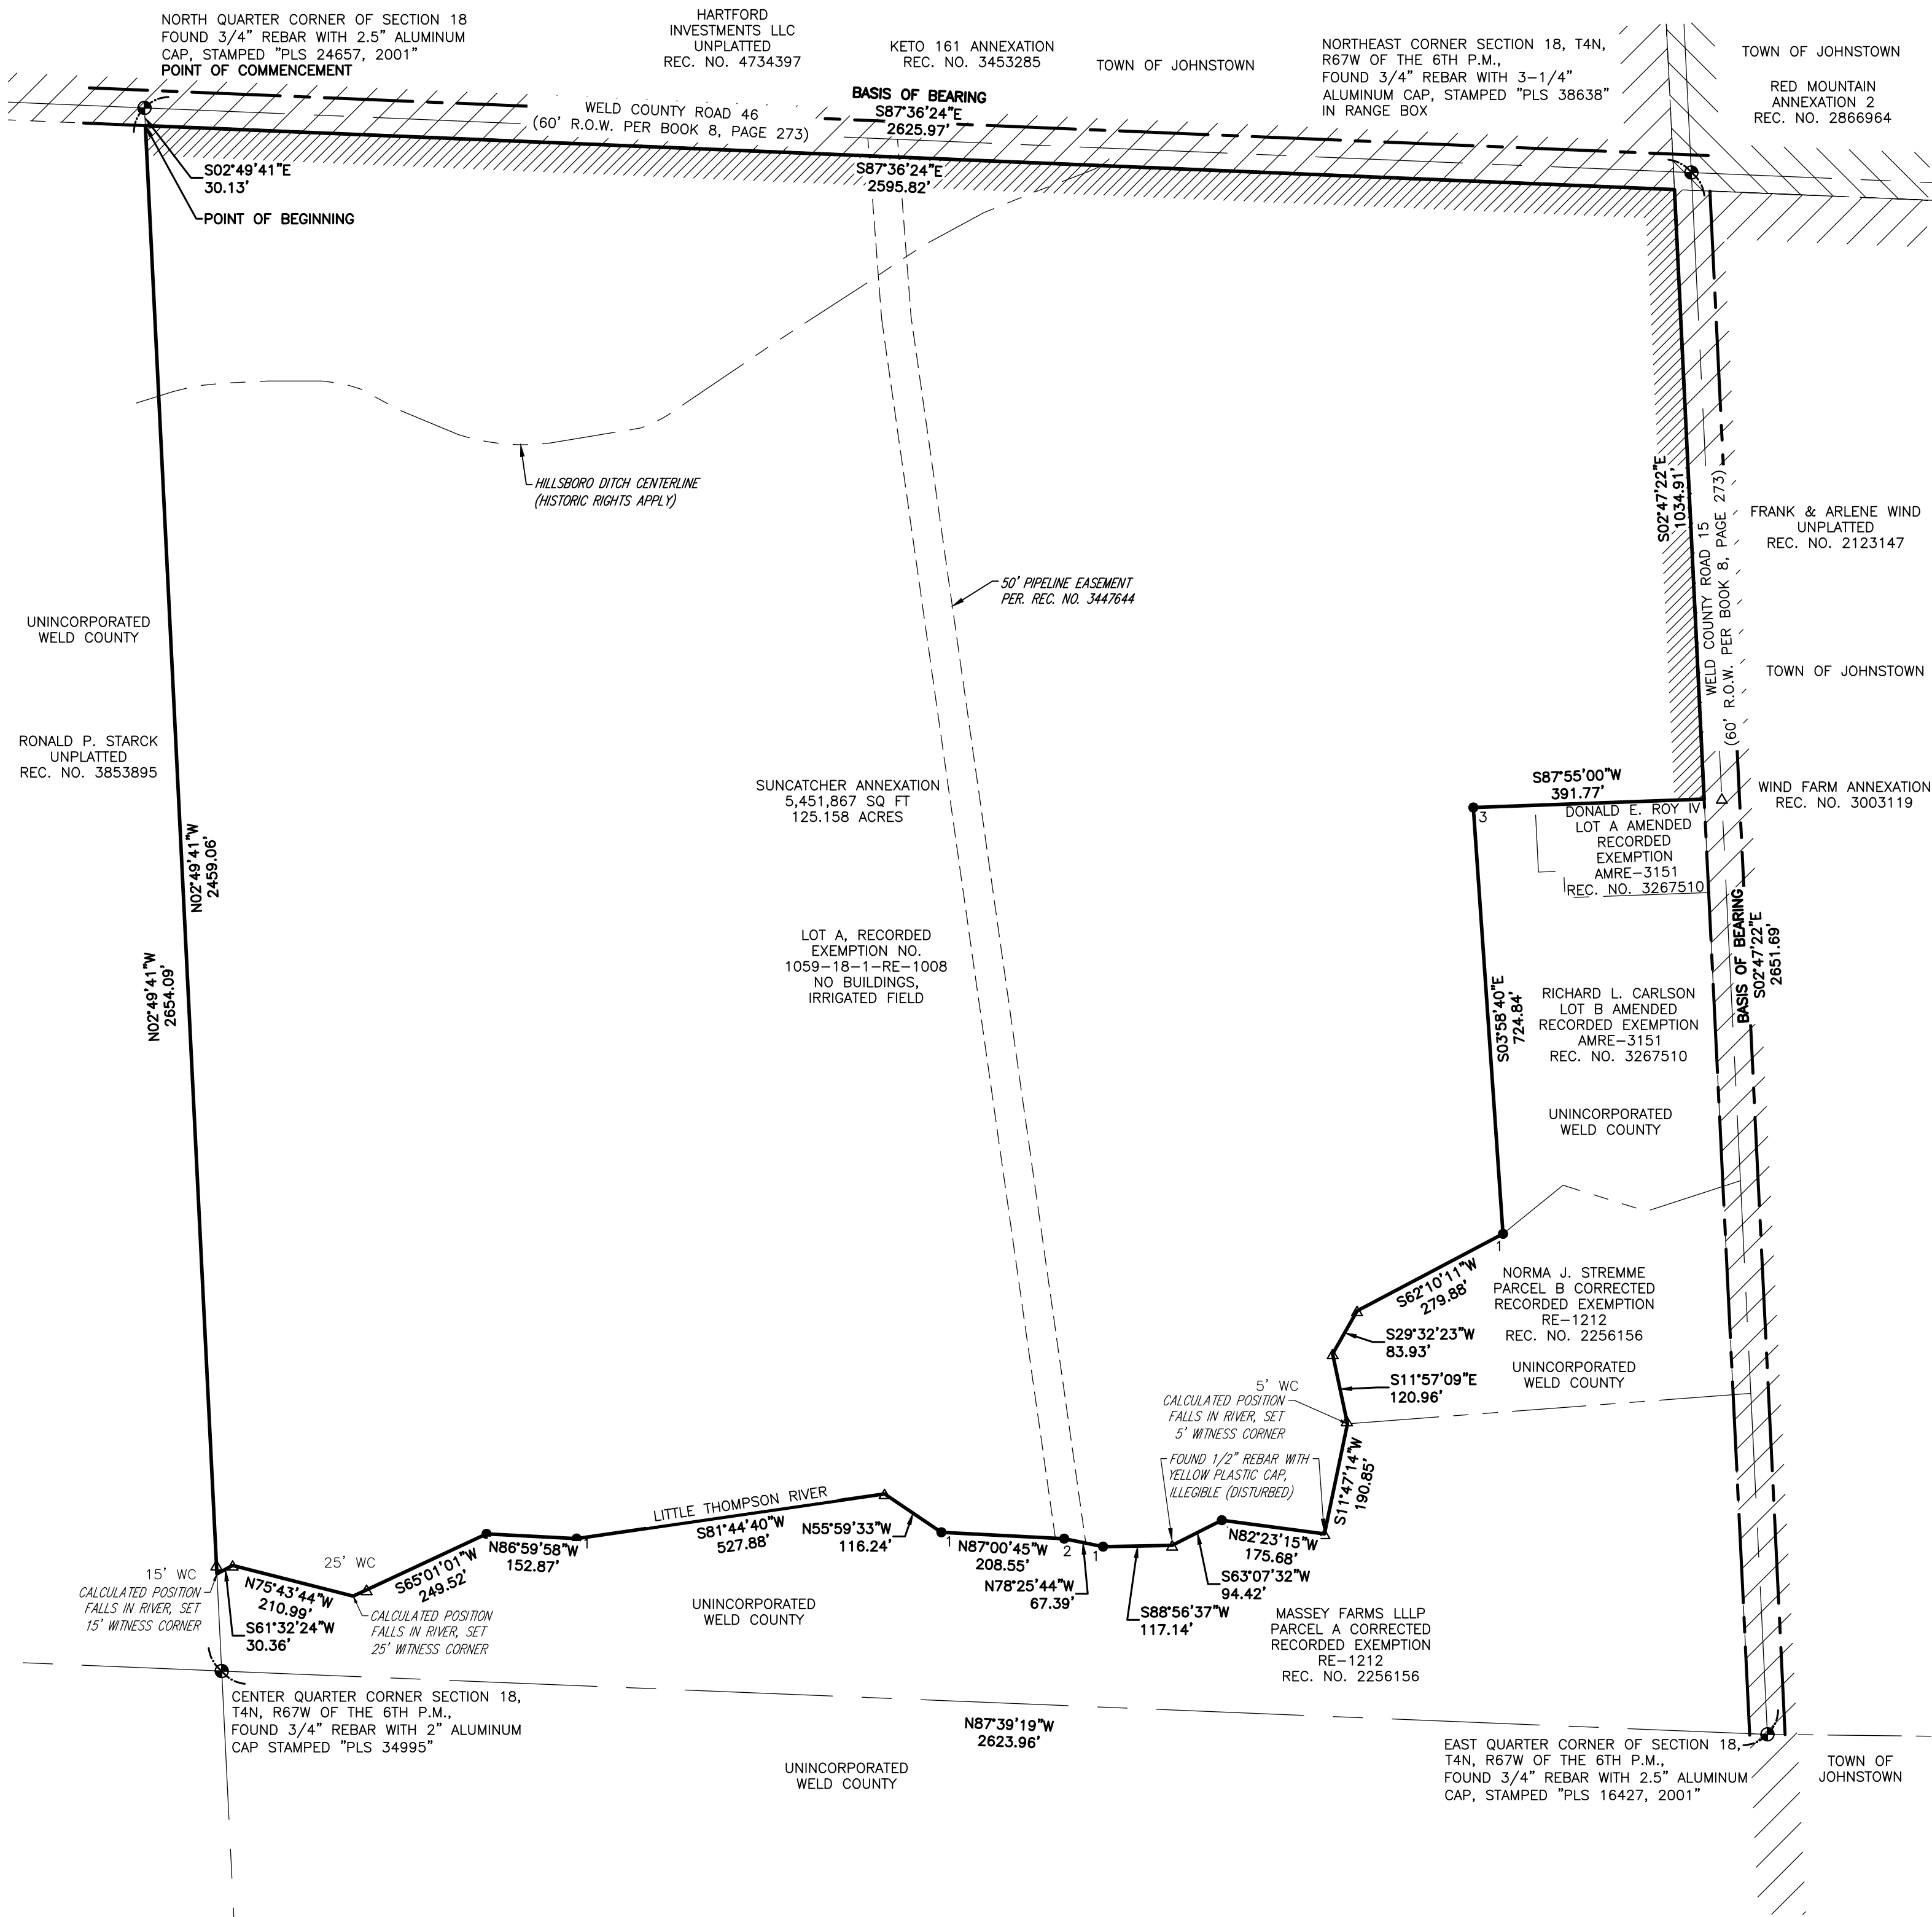 NORTH QUARTER CORNER OF SECTION 18
FOUND 3/4" REBAR WITH 2.5" ALUMINUM
CAP, STAMPED "PLS 24657, 2001"
POINT OF COMMENCEMENT
HARTFORD
INVESTMENTS LLC
UNPLATTED
REC. NO. 4734397
KETO 161 ANNEXATION
REC. NO. 3453285
TOWN OF JOHNSTOWN
NORTHEAST CORNER SECTION 18, T4N,
R67W OF THE 6TH P.M.,
FOUND 3/4" REBAR WITH 3-1/4"
ALUMINUM CAP, STAMPED "PLS 38638"
IN RANGE BOX
TOWN OF JOHNSTOWN
RED MOUNTAIN
ANNEXATION 2
REC. NO. 2866964
WELD COUNTY ROAD 46
(60' R.O.W. PER BOOK 8, PAGE 273)
BASIS OF BEARING
S87°36'24"E
2625.97'
S87°36'24"E
2595.82'
S02°49'41"E
30.13'
POINT OF BEGINNING
HILLSBORO DITCH CENTERLINE
(HISTORIC RIGHTS APPLY)
50' PIPELINE EASEMENT
PER. REC. NO. 3447644
S02°47'22"E
1034.91'
WELD COUNTY ROAD 15
(60' R.O.W. PER BOOK 8, PAGE 273)
FRANK & ARLENE WIND
UNPLATTED
REC. NO. 2123147
TOWN OF JOHNSTOWN
WIND FARM ANNEXATION
REC. NO. 3003119
UNINCORPORATED
WELD COUNTY
RONALD P. STARCK
UNPLATTED
REC. NO. 3853895
N02°49'41"W
2459.06'
N02°49'41"W
2654.09'
SUNCATCHER ANNEXATION
5,451,867 SQ FT
125.158 ACRES
LOT A, RECORDED
EXEMPTION NO.
1059-18-1-RE-1008
NO BUILDINGS,
IRRIGATED FIELD
S87°55'00"W
391.77'
3
DONALD E. ROY IV
LOT A AMENDED
RECORDED
EXEMPTION
AMRE-3151
REC. NO. 3267510
BASIS OF BEARING
S02°47'22"E
2651.69'
S03°58'40"E
724.84'
RICHARD L. CARLSON
LOT B AMENDED
RECORDED EXEMPTION
AMRE-3151
REC. NO. 3267510
UNINCORPORATED
WELD COUNTY
1
S62°10'11"W
279.88'
NORMA J. STREMME
PARCEL B CORRECTED
RECORDED EXEMPTION
RE-1212
REC. NO. 2256156
S29°32'23"W
83.93'
UNINCORPORATED
WELD COUNTY
S11°57'09"E
120.96'
5' WC
CALCULATED POSITION
FALLS IN RIVER, SET
5' WITNESS CORNER
FOUND 1/2" REBAR WITH
YELLOW PLASTIC CAP,
ILLEGIBLE (DISTURBED)
S11°47'14"W
190.85'
N82°23'15"W
175.68'
S63°07'32"W
94.42'
S88°56'37"W
117.14'
1
N78°25'44"W
67.39'
2
N87°00'45"W
208.55'
1
N55°59'33"W
116.24'
LITTLE THOMPSON RIVER
S81°44'40"W
527.88'
1
N86°59'58"W
152.87'
S65°01'01"W
249.52'
25' WC
CALCULATED POSITION
FALLS IN RIVER, SET
25' WITNESS CORNER
N75°43'44"W
210.99'
S61°32'24"W
30.36'
15' WC
CALCULATED POSITION
FALLS IN RIVER, SET
15' WITNESS CORNER
UNINCORPORATED
WELD COUNTY
MASSEY FARMS LLLP
PARCEL A CORRECTED
RECORDED EXEMPTION
RE-1212
REC. NO. 2256156
CENTER QUARTER CORNER SECTION 18,
T4N, R67W OF THE 6TH P.M.,
FOUND 3/4" REBAR WITH 2" ALUMINUM
CAP STAMPED "PLS 34995"
N87°39'19"W
2623.96'
UNINCORPORATED
WELD COUNTY
EAST QUARTER CORNER OF SECTION 18,
T4N, R67W OF THE 6TH P.M.,
FOUND 3/4" REBAR WITH 2.5" ALUMINUM
CAP, STAMPED "PLS 16427, 2001"
TOWN OF
JOHNSTOWN